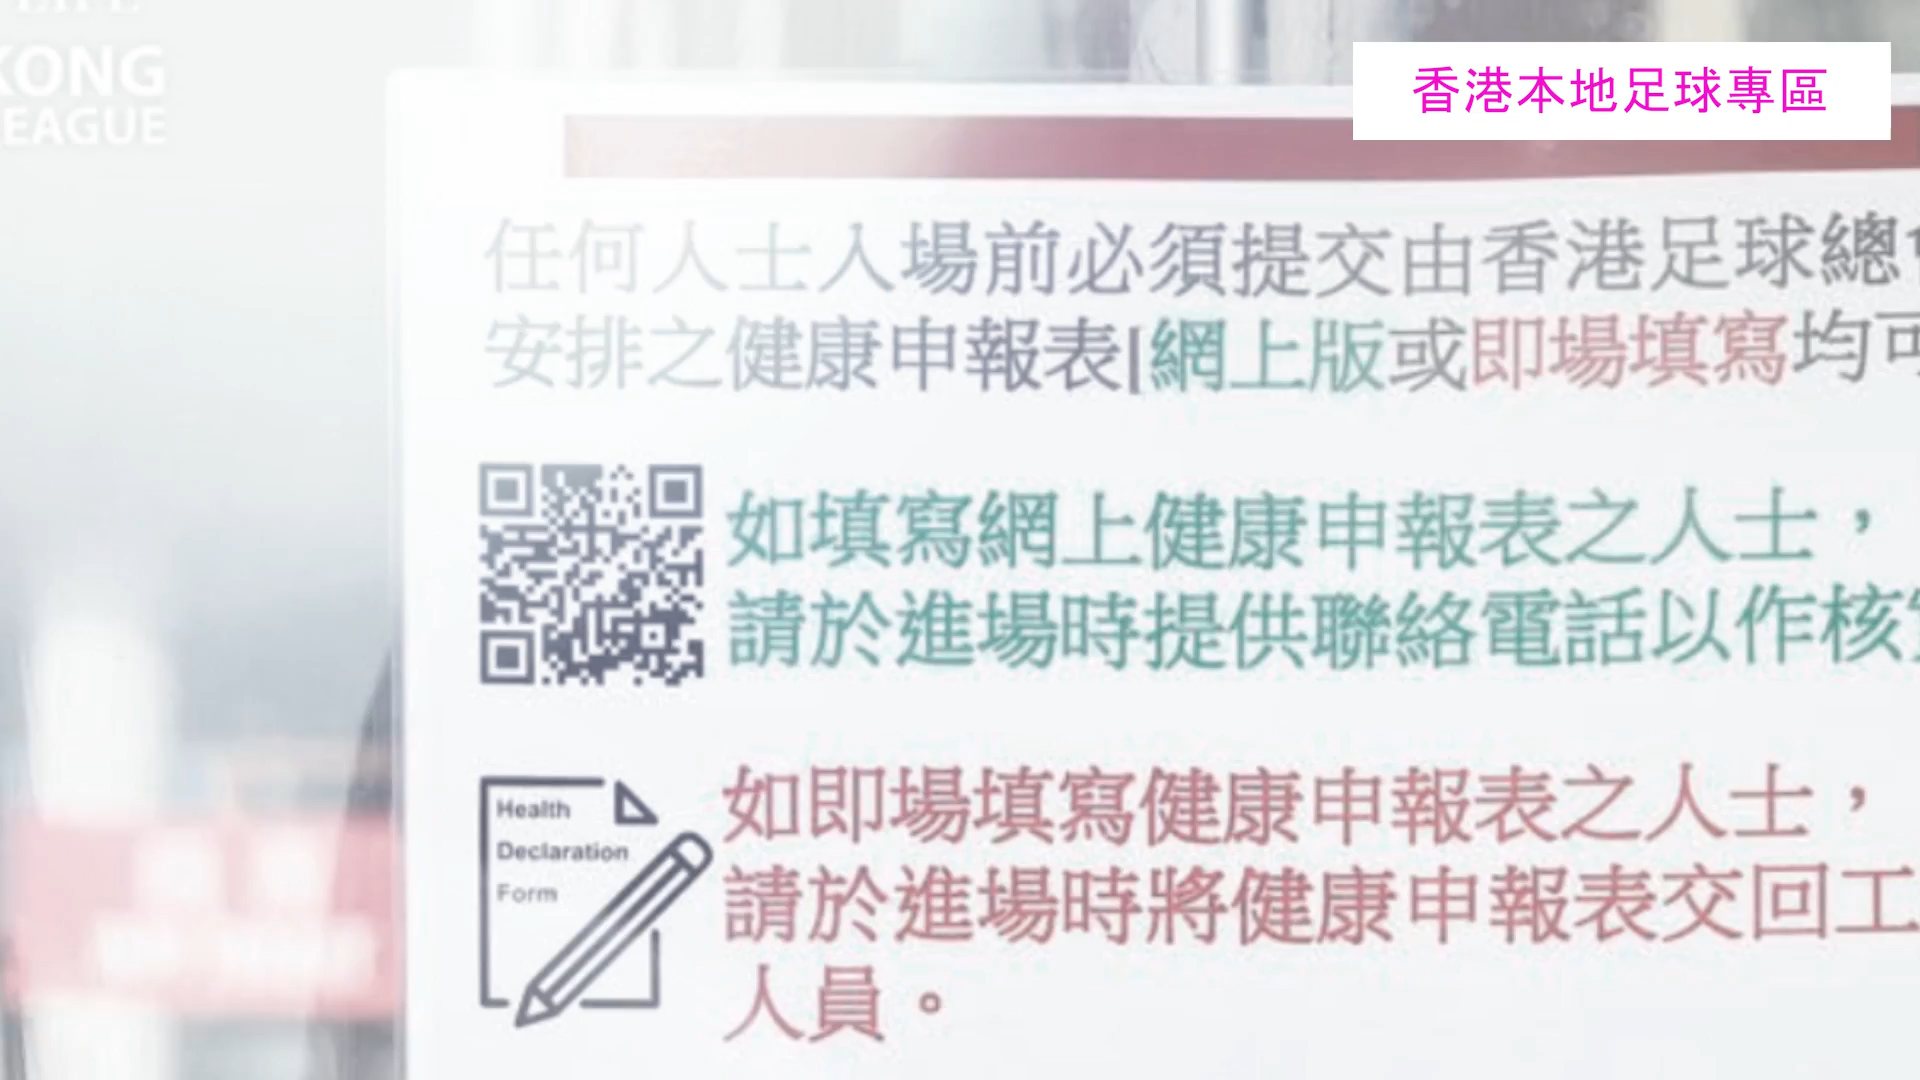 LIFE
KONG
LEAGUE
香港本地足球專區
任何人士入場前必須提交由香港足球總
安排之健康申報表[網上版或即場填寫均可
如填寫網上健康申報表之人士，
請於進場時提供聯絡電話以作核
Health
Declaration
Form
如即場填寫健康申報表之人士，
請於進場時將健康申報表交回工
人員。